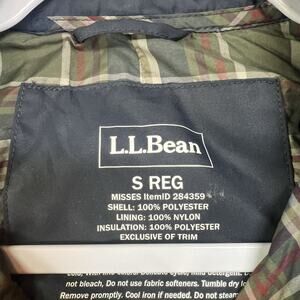 L.L.Bean
S REG
MISSES ItemID 284359
SHELL: 100% POLYESTER
LINING: 100% NYLON
INSULATION: 100% POLYESTER
EXCLUSIVE OF TRIM
not bleach, Do not use fabric softeners. Tumble dry lo
Remove promptly. Cool iron if needed. Do not steam